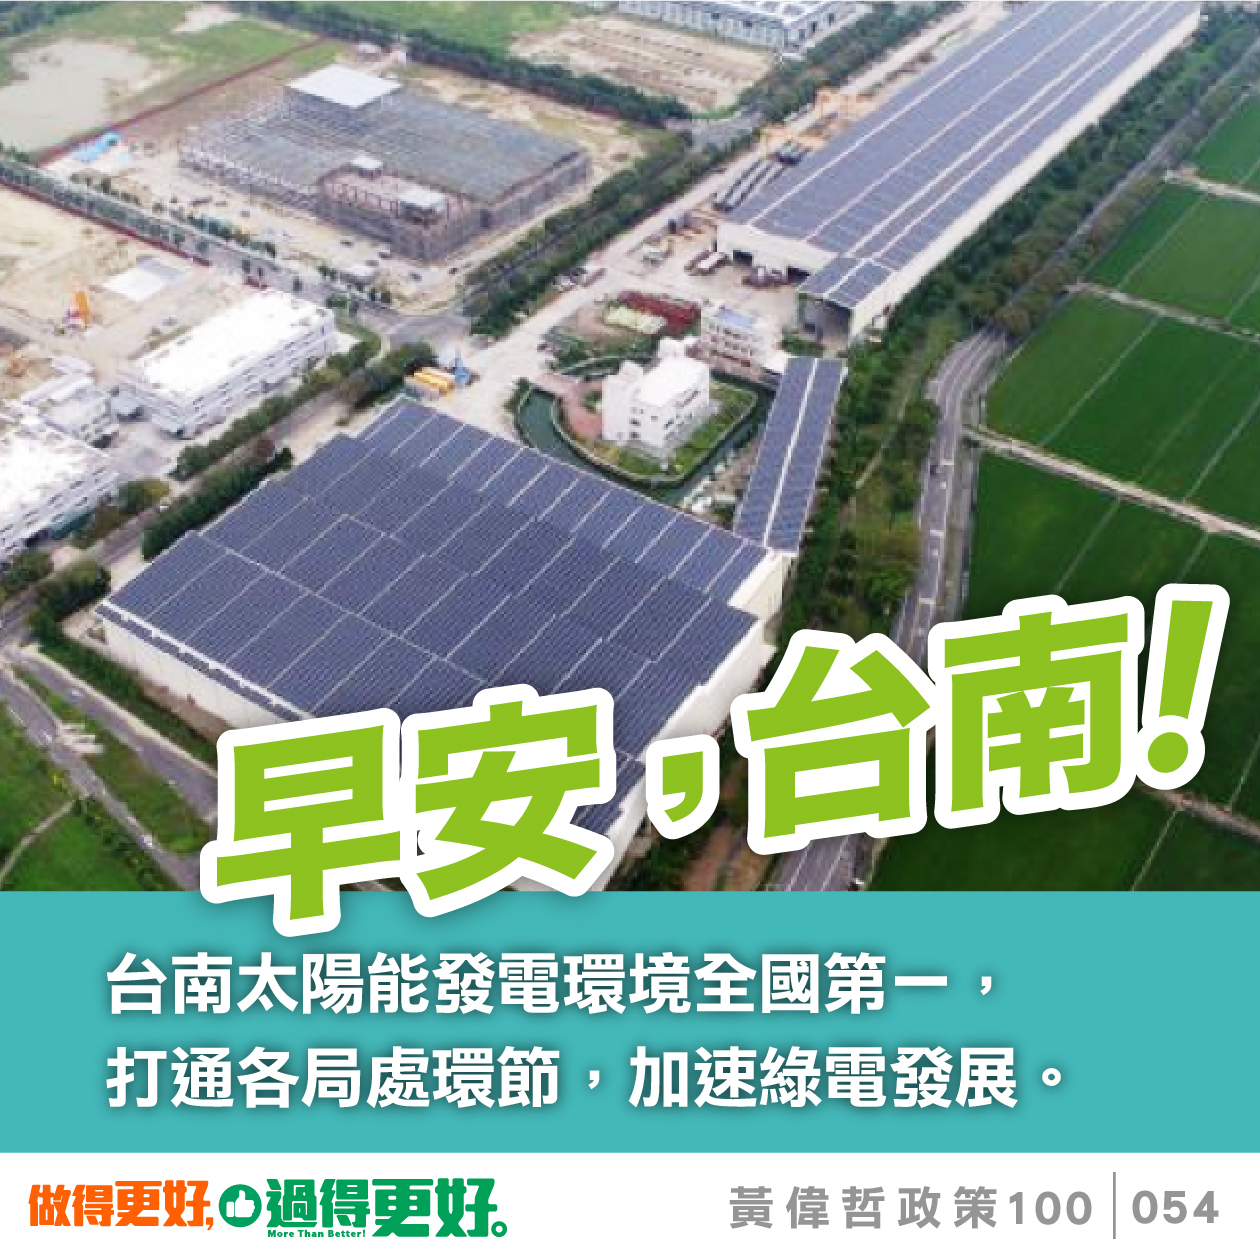 早安，台南！
台南太陽能發電環境全國第一，
打通各局處環節，加速綠電發展。
做得更好，過得更好。
More Than Better!
黃偉哲政策100 | 054